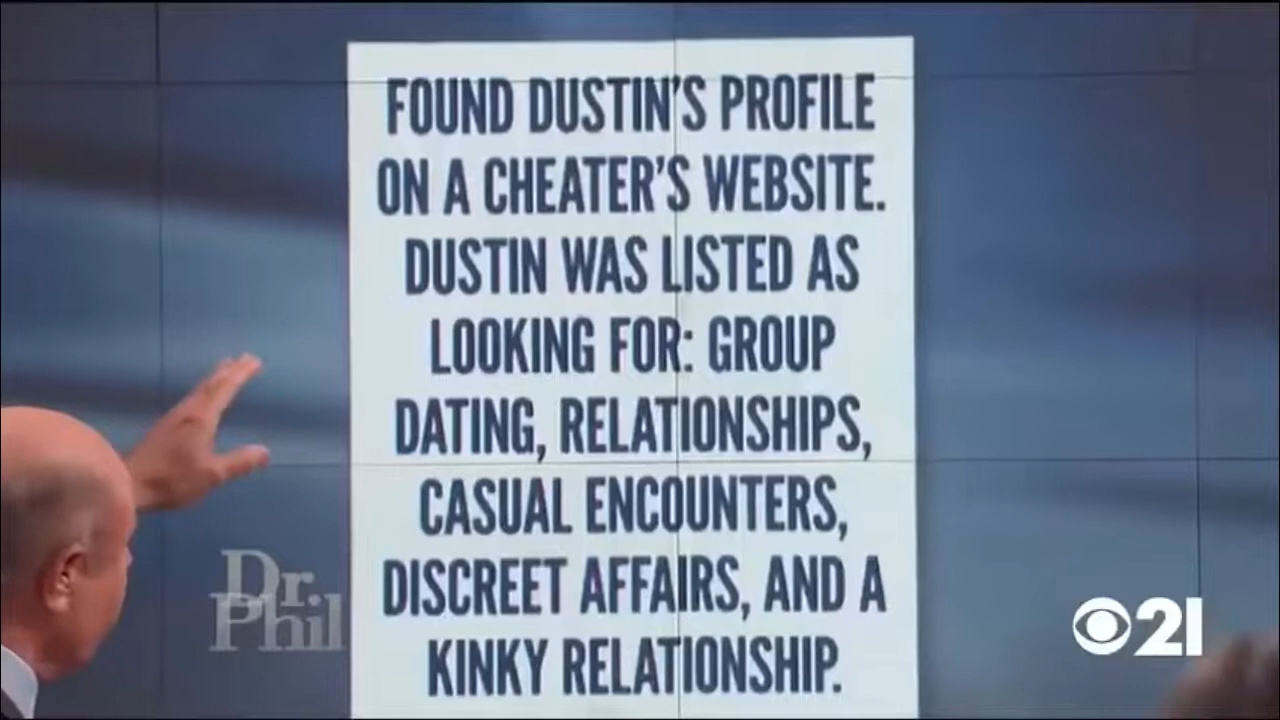 FOUND DUSTIN'S PROFILE
ON A CHEATER'S WEBSITE.
DUSTIN WAS LISTED AS
LOOKING FOR: GROUP
DATING, RELATIONSHIPS,
CASUAL ENCOUNTERS,
DISCREET AFFAIRS, AND A
KINKY RELATIONSHIP.
Dr.
Phil
21